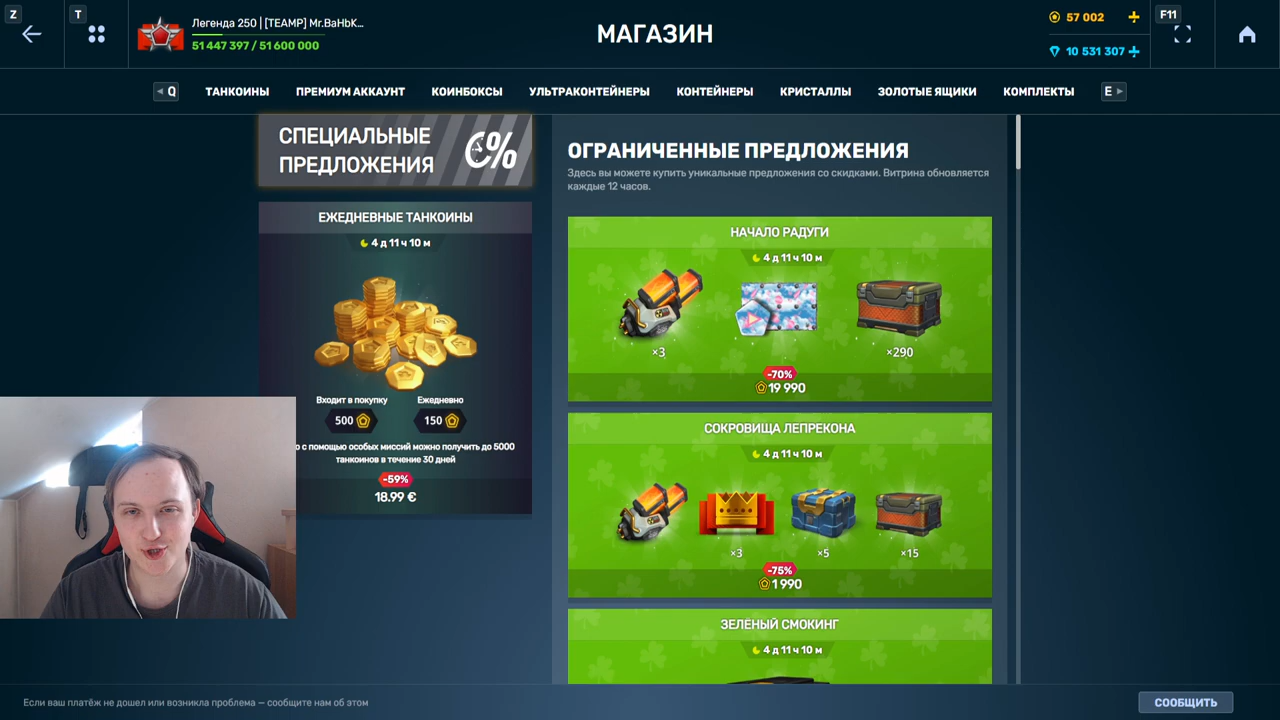 Z
T
Легенда 250 | [TEAMP] Mr.BaHbK...
51 447 397 / 51 600 000
МАГАЗИН
57 002
10 531 307
F11
Q
ТАНКОИНЫ
ПРЕМИУМ АККАУНТ
КОИНБОКСЫ
УЛЬТРАКОНТЕЙНЕРЫ
КОНТЕЙНЕРЫ
КРИСТАЛЛЫ
ЗОЛОТЫЕ ЯЩИКИ
КОМПЛЕКТЫ
E
СПЕЦИАЛЬНЫЕ
ПРЕДЛОЖЕНИЯ
%
ЕЖЕДНЕВНЫЕ ТАНКОИНЫ
4 д 11 ч 10 м
Входит в покупку
Ежедневно
500
150
о с помощью особых миссий можно получить до 5000
танкоинов в течение 30 дней
-59%
18.99 €
ОГРАНИЧЕННЫЕ ПРЕДЛОЖЕНИЯ
Здесь вы можете купить уникальные предложения со скидками. Витрина обновляется
каждые 12 часов.
НАЧАЛО РАДУГИ
4 д 11 ч 10 м
×3
×290
-70%
19 990
СОКРОВИЩА ЛЕПРЕКОНА
4 д 11 ч 10 м
×3
×5
×15
-75%
1 990
ЗЕЛЁНЫЙ СМОКИНГ
4 д 11 ч 10 м
Если ваш платёж не дошел или возникла проблема — сообщите нам об этом
СООБЩИТЬ